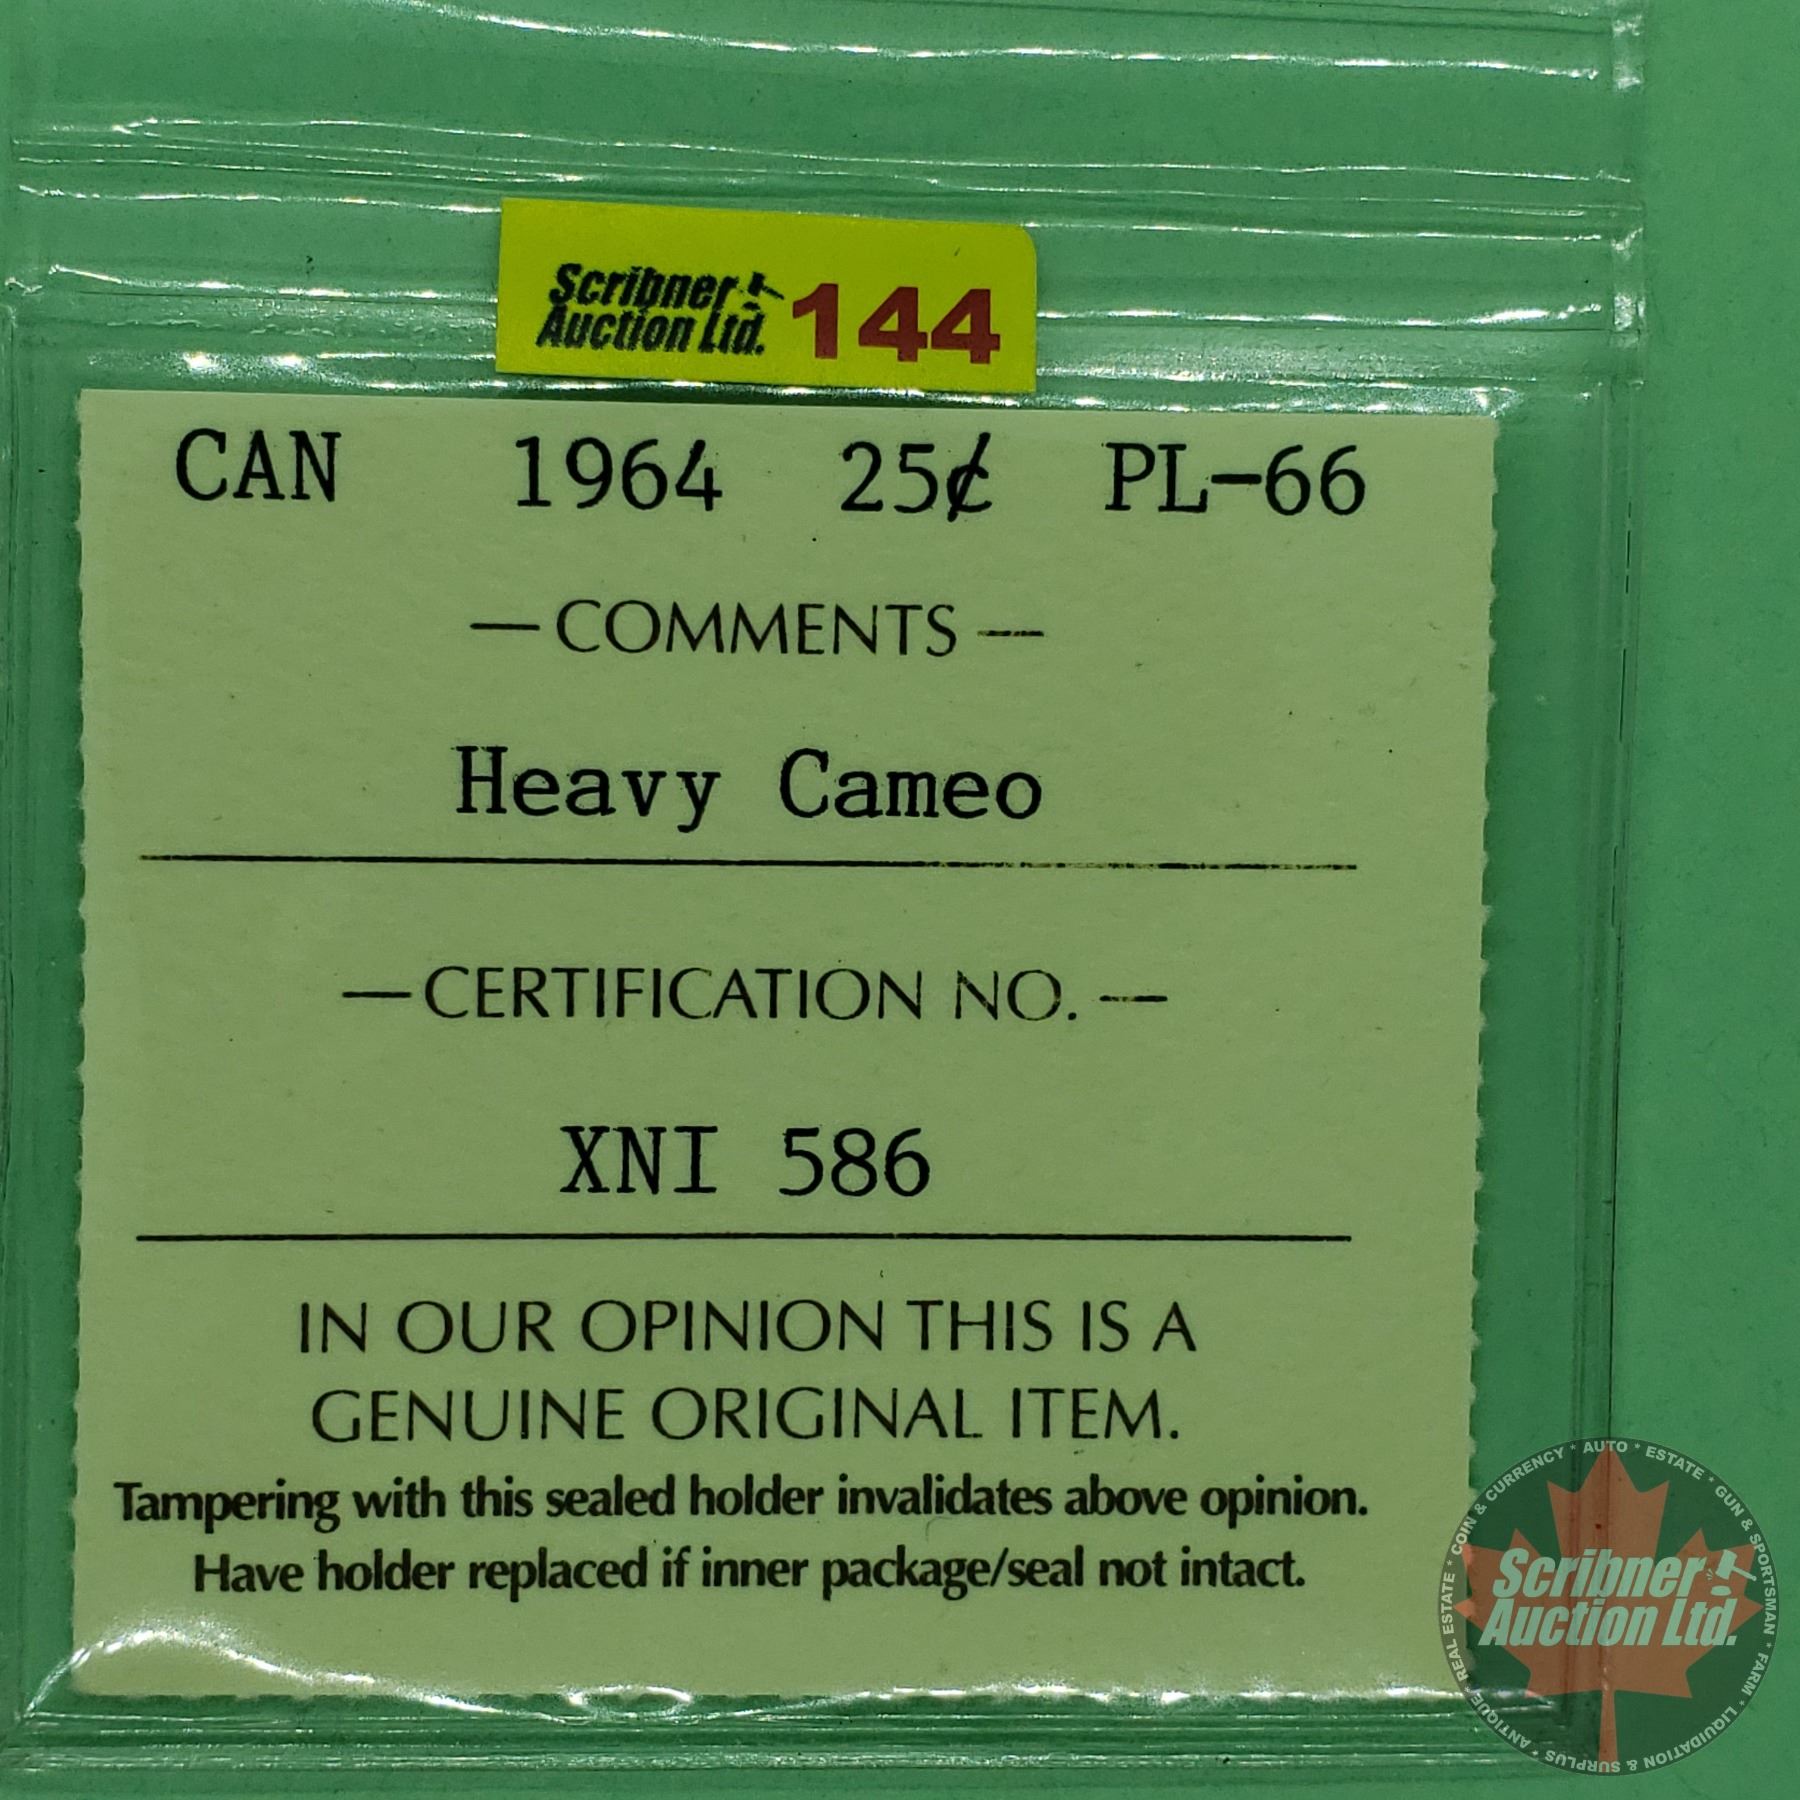 Scribner
Auction Ltd. 144
CAN 1964 25¢ PL-66
— COMMENTS —
Heavy Cameo
— CERTIFICATION NO. —
XNI 586
IN OUR OPINION THIS IS A
GENUINE ORIGINAL ITEM.
Tampering with this sealed holder invalidates above opinion.
Have holder replaced if inner package/seal not intact.
Scribner
Auction Ltd.
ANTIQUE * REAL ESTATE * COIN & CURRENCY * AUTO * ESTATE * GUN & SPORTSMAN * FARM * LIQUIDATION & SURPLUS *